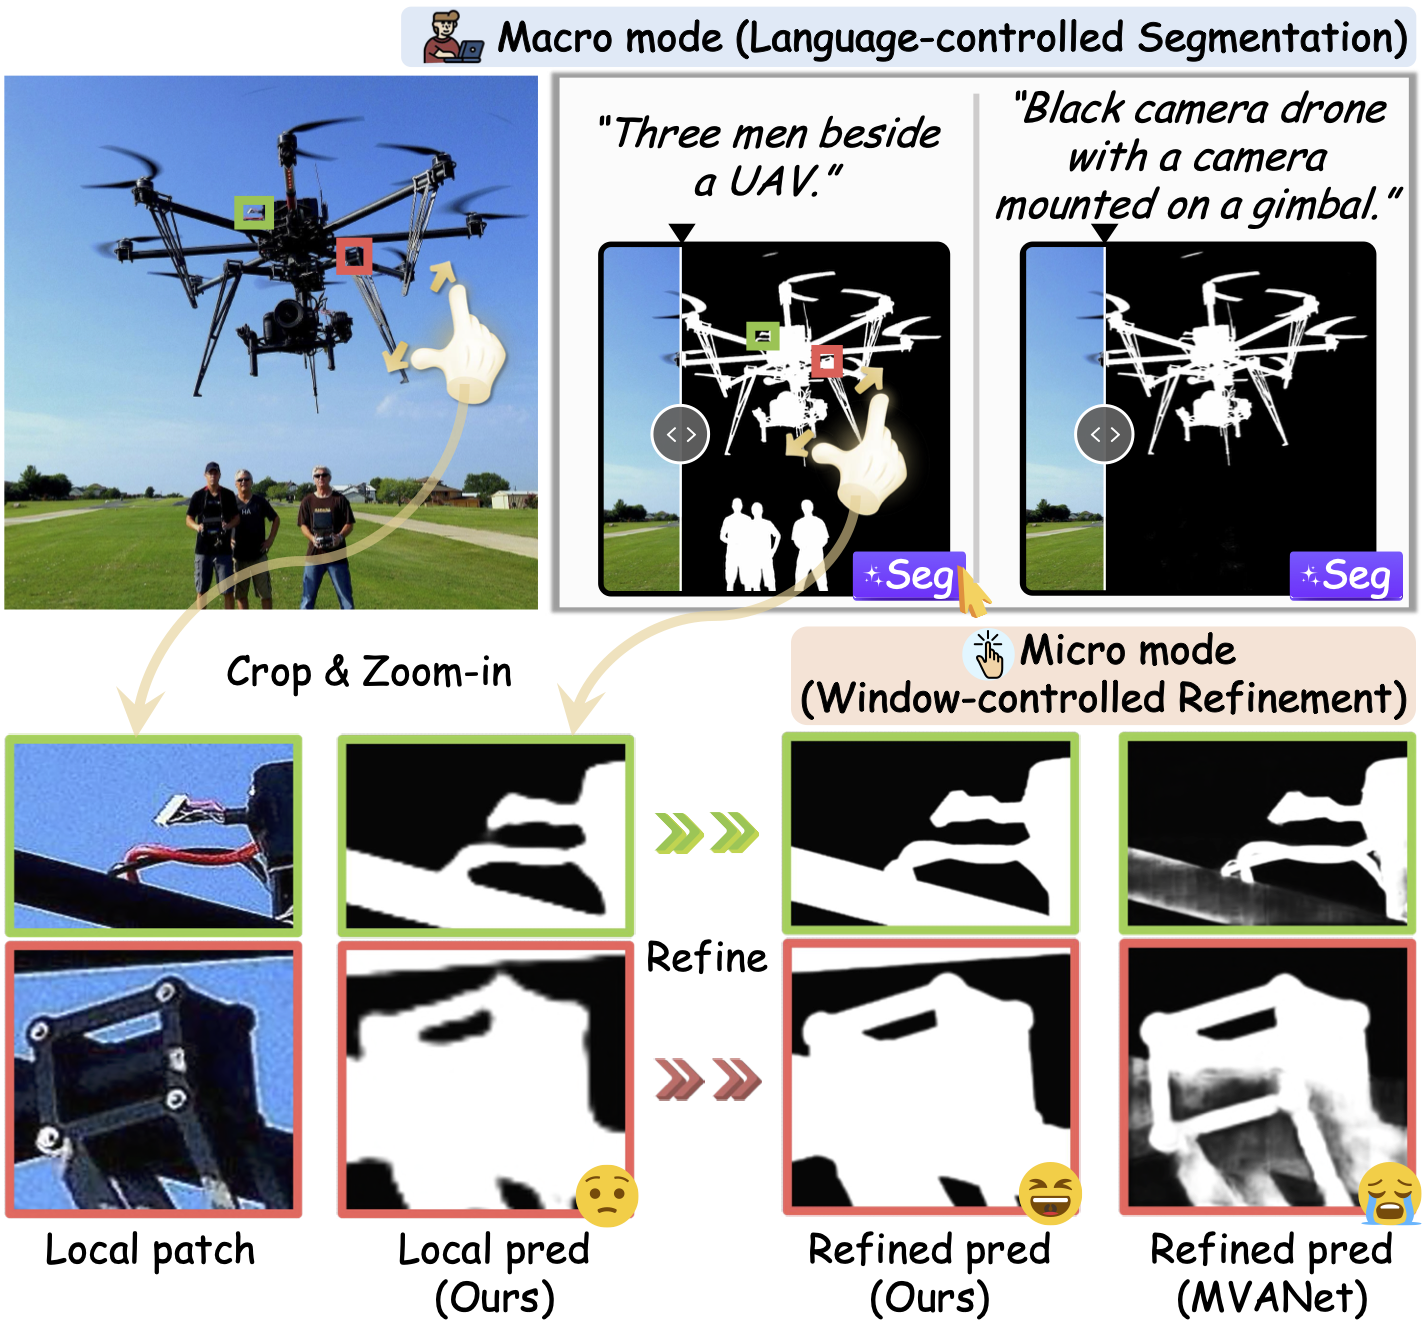 Macro mode (Language-controlled Segmentation)
"Three men beside
a UAV."
"Black camera drone
with a camera
mounted on a gimbal."
HA
Seg
Seg
Crop & Zoom-in
Micro mode
(Window-controlled Refinement)
Refine
Local patch
Local pred
(Ours)
Refined pred
(Ours)
Refined pred
(MVANet)